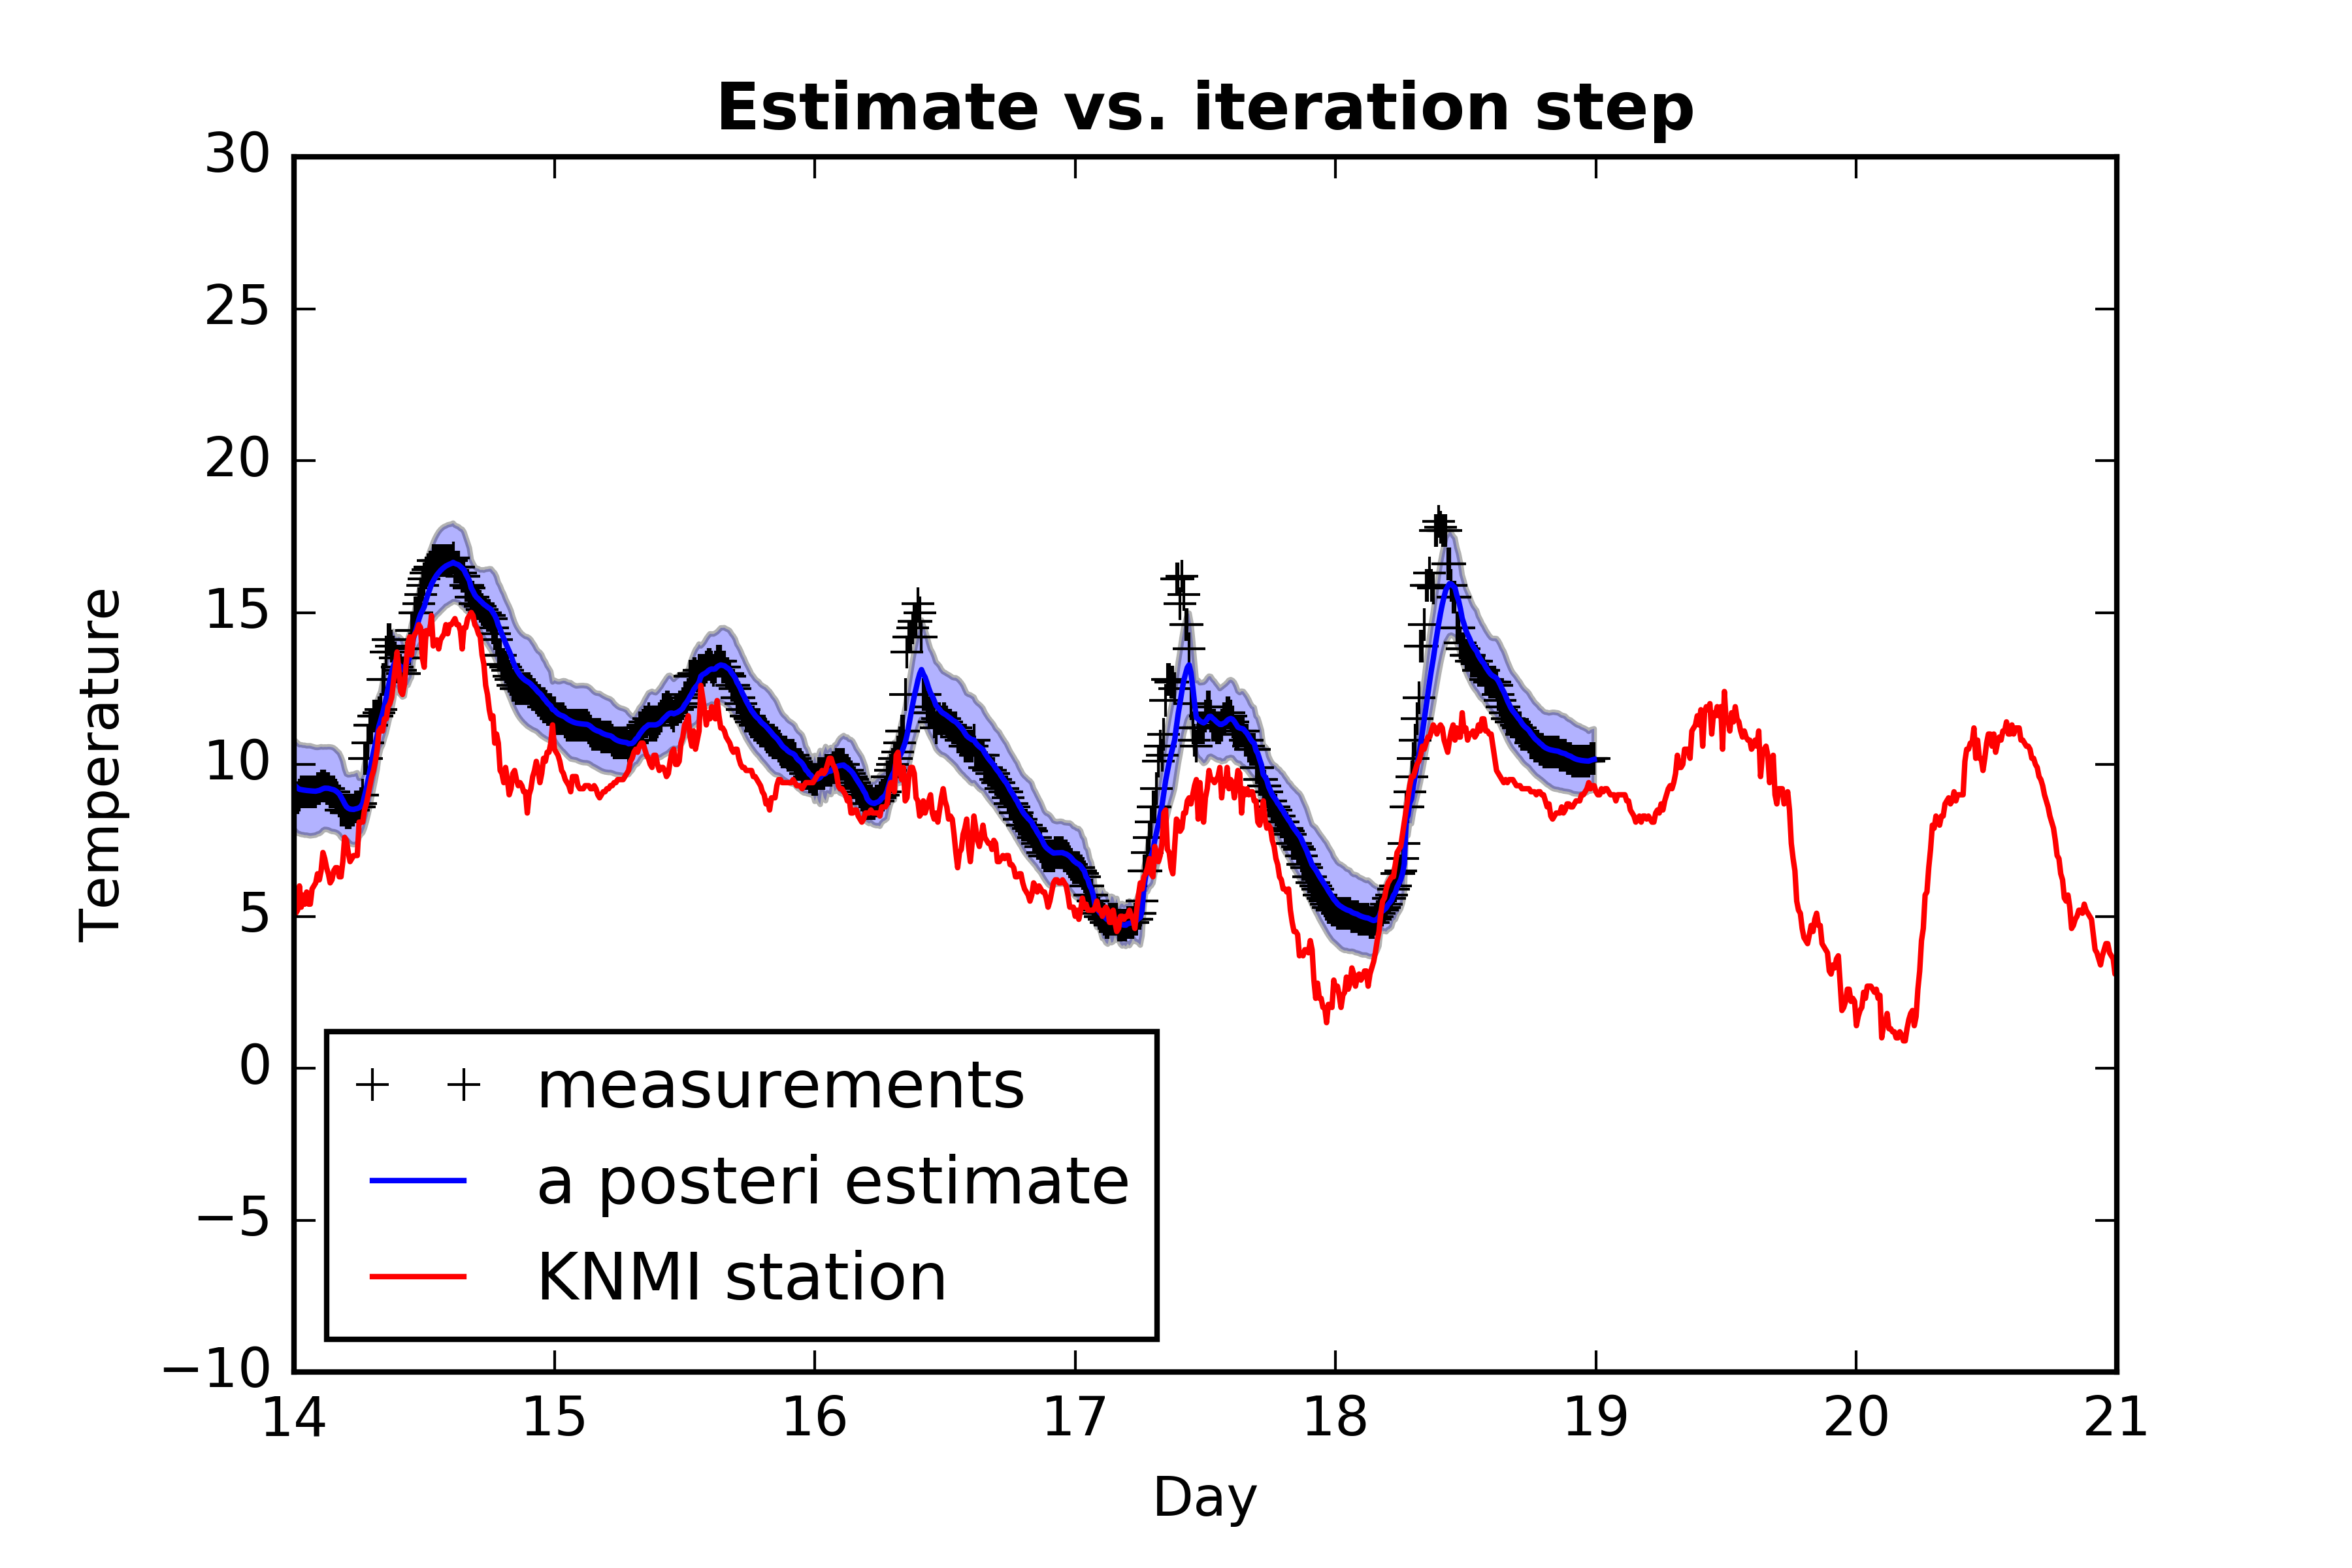 Estimate vs. iteration step
30
25
20
15
10
5
0
−5
−10
Temperature
measurements
a posteri estimate
KNMI station
14 15 16 17 18 19 20 21
Day